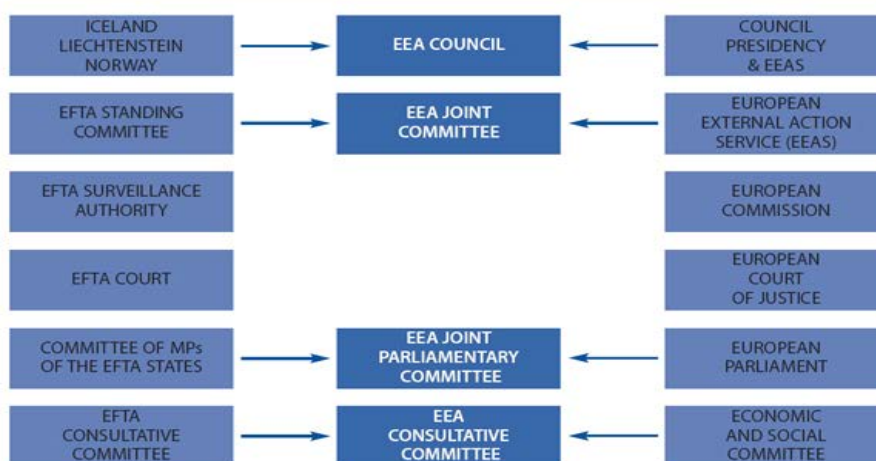 ICELAND
LIECHTENSTEIN
NORWAY
EEA COUNCIL
COUNCIL
PRESIDENCY
& EEAS
EFTA STANDING
COMMITTEE
EEA JOINT
COMMITTEE
EUROPEAN
EXTERNAL ACTION
SERVICE (EEAS)
EFTA SURVEILLANCE
AUTHORITY
EUROPEAN
COMMISSION
EFTA COURT
EUROPEAN
COURT
OF JUSTICE
COMMITTEE OF MPs
OF THE EFTA STATES
EEA JOINT
PARLIAMENTARY
COMMITTEE
EUROPEAN
PARLIAMENT
EFTA
CONSULTATIVE
COMMITTEE
EEA
CONSULTATIVE
COMMITTEE
ECONOMIC
AND SOCIAL
COMMITTEE